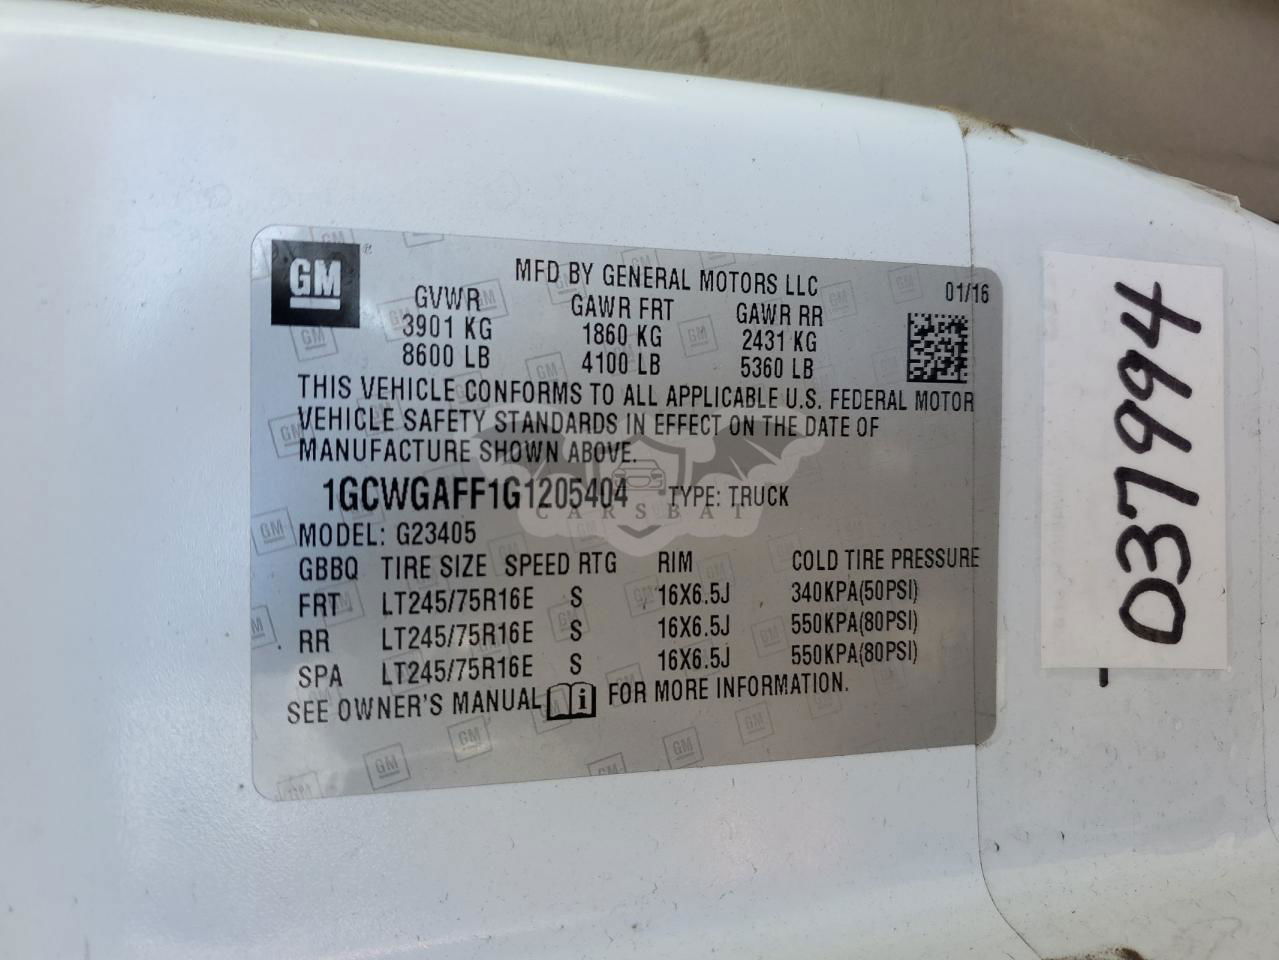 GM
MFD BY GENERAL MOTORS LLC
01/16
GVWR GAWR FRT GAWR RR
3901 KG 1860 KG 2431 KG
8600 LB 4100 LB 5360 LB
THIS VEHICLE CONFORMS TO ALL APPLICABLE U.S. FEDERAL MOTOR
VEHICLE SAFETY STANDARDS IN EFFECT ON THE DATE OF
MANUFACTURE SHOWN ABOVE.
1GCWGAFF1G1205404 TYPE: TRUCK
CARSBAT
MODEL: G23405
GBBQ TIRE SIZE SPEED RTG RIM COLD TIRE PRESSURE
FRT LT245/75R16E S 16X6.5J 340KPA(50PSI)
RR LT245/75R16E S 16X6.5J 550KPA(80PSI)
SPA LT245/75R16E S 16X6.5J 550KPA(80PSI)
SEE OWNER'S MANUAL i FOR MORE INFORMATION.
037994